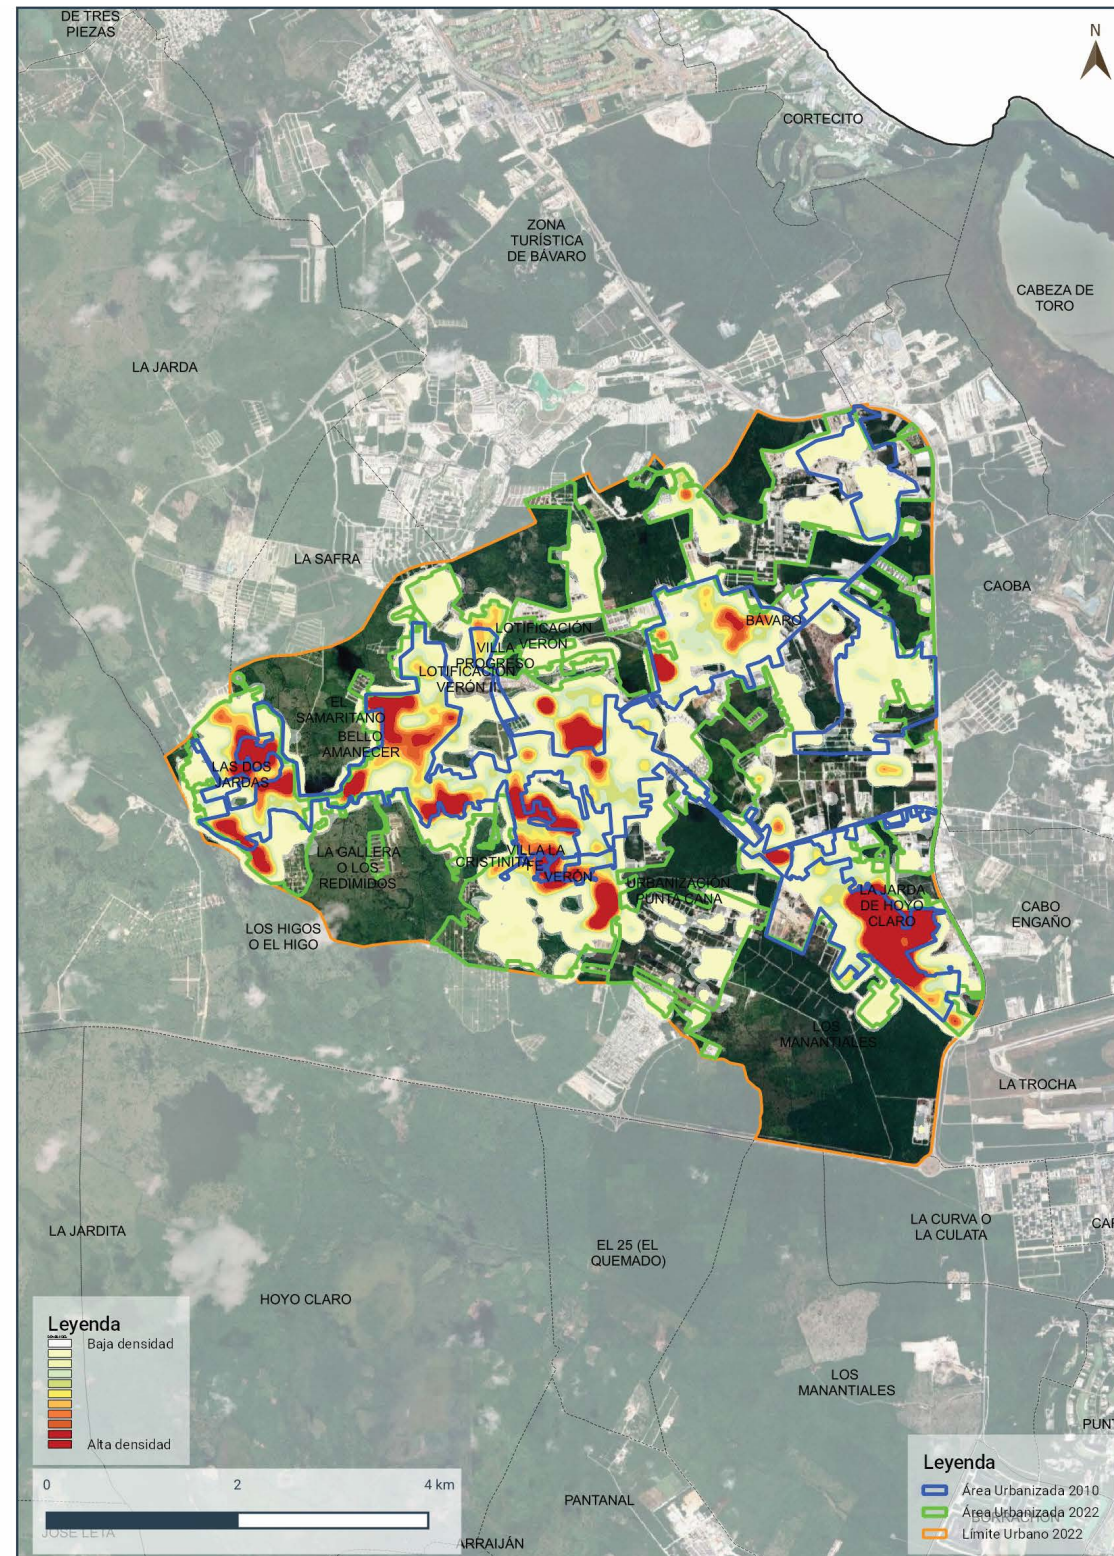 DE TRES
PIEZAS
N
CORTECITO
ZONA
TURÍSTICA
DE BÁVARO
CABEZA DE
TORO
LA JARDA
LA SAFRA
CAOBA
BÁVARO
LOTIFICACIÓN
VERÓN
VILLA
PROGRESO
LOTIFICACIÓN
VERÓN II
EL
SAMARITANO
BELLO
AMANECER
LAS DOS
JARDAS
LA GALLERA
O LOS
REDIMIDOS
CRISTINITA
VILLA LA
FE
VERÓN
URBANIZACIÓN
PUNTA CANA
LA JARDA
DE HOYO
CLARO
CABO
ENGAÑO
LOS HIGOS
O EL HIGO
LOS
MANANTIALES
LA TROCHA
LA JARDITA
LA CURVA O
LA CULATA
CAP
EL 25 (EL
QUEMADO)
HOYO CLARO
LOS
MANANTIALES
PUNT
PANTANAL
ARRAIJÁN
JOSE LETA
Leyenda
Baja densidad
Alta densidad
0 2 4 km
Leyenda
Área Urbanizada 2010
Área Urbanizada 2022
Límite Urbano 2022